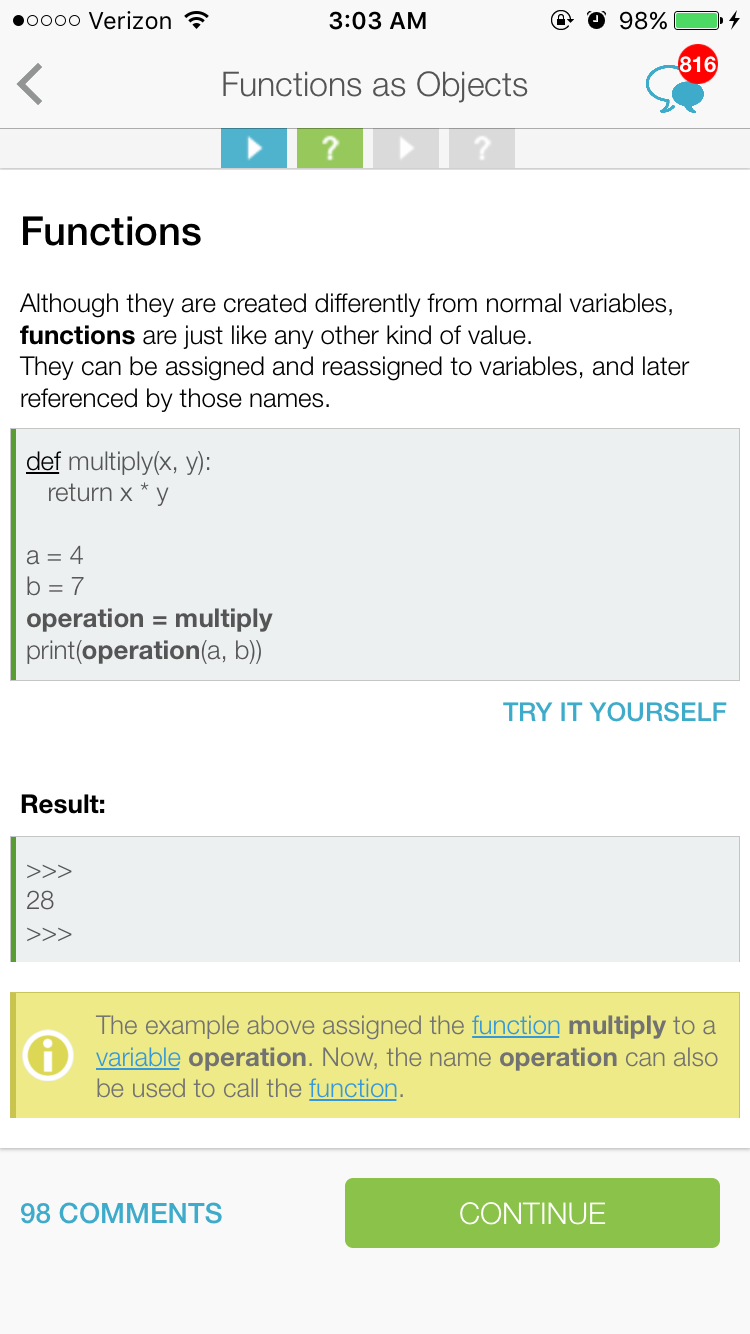 Verizon 3:03 AM 98%
Functions as Objects 816
? ?
Functions
Although they are created differently from normal variables,
functions are just like any other kind of value.
They can be assigned and reassigned to variables, and later
referenced by those names.
def multiply(x, y):
return x * y
a = 4
b = 7
operation = multiply
print(operation(a, b))
TRY IT YOURSELF
Result:
>>>
28
>>>
The example above assigned the function multiply to a
variable operation. Now, the name operation can also
be used to call the function.
98 COMMENTS CONTINUE